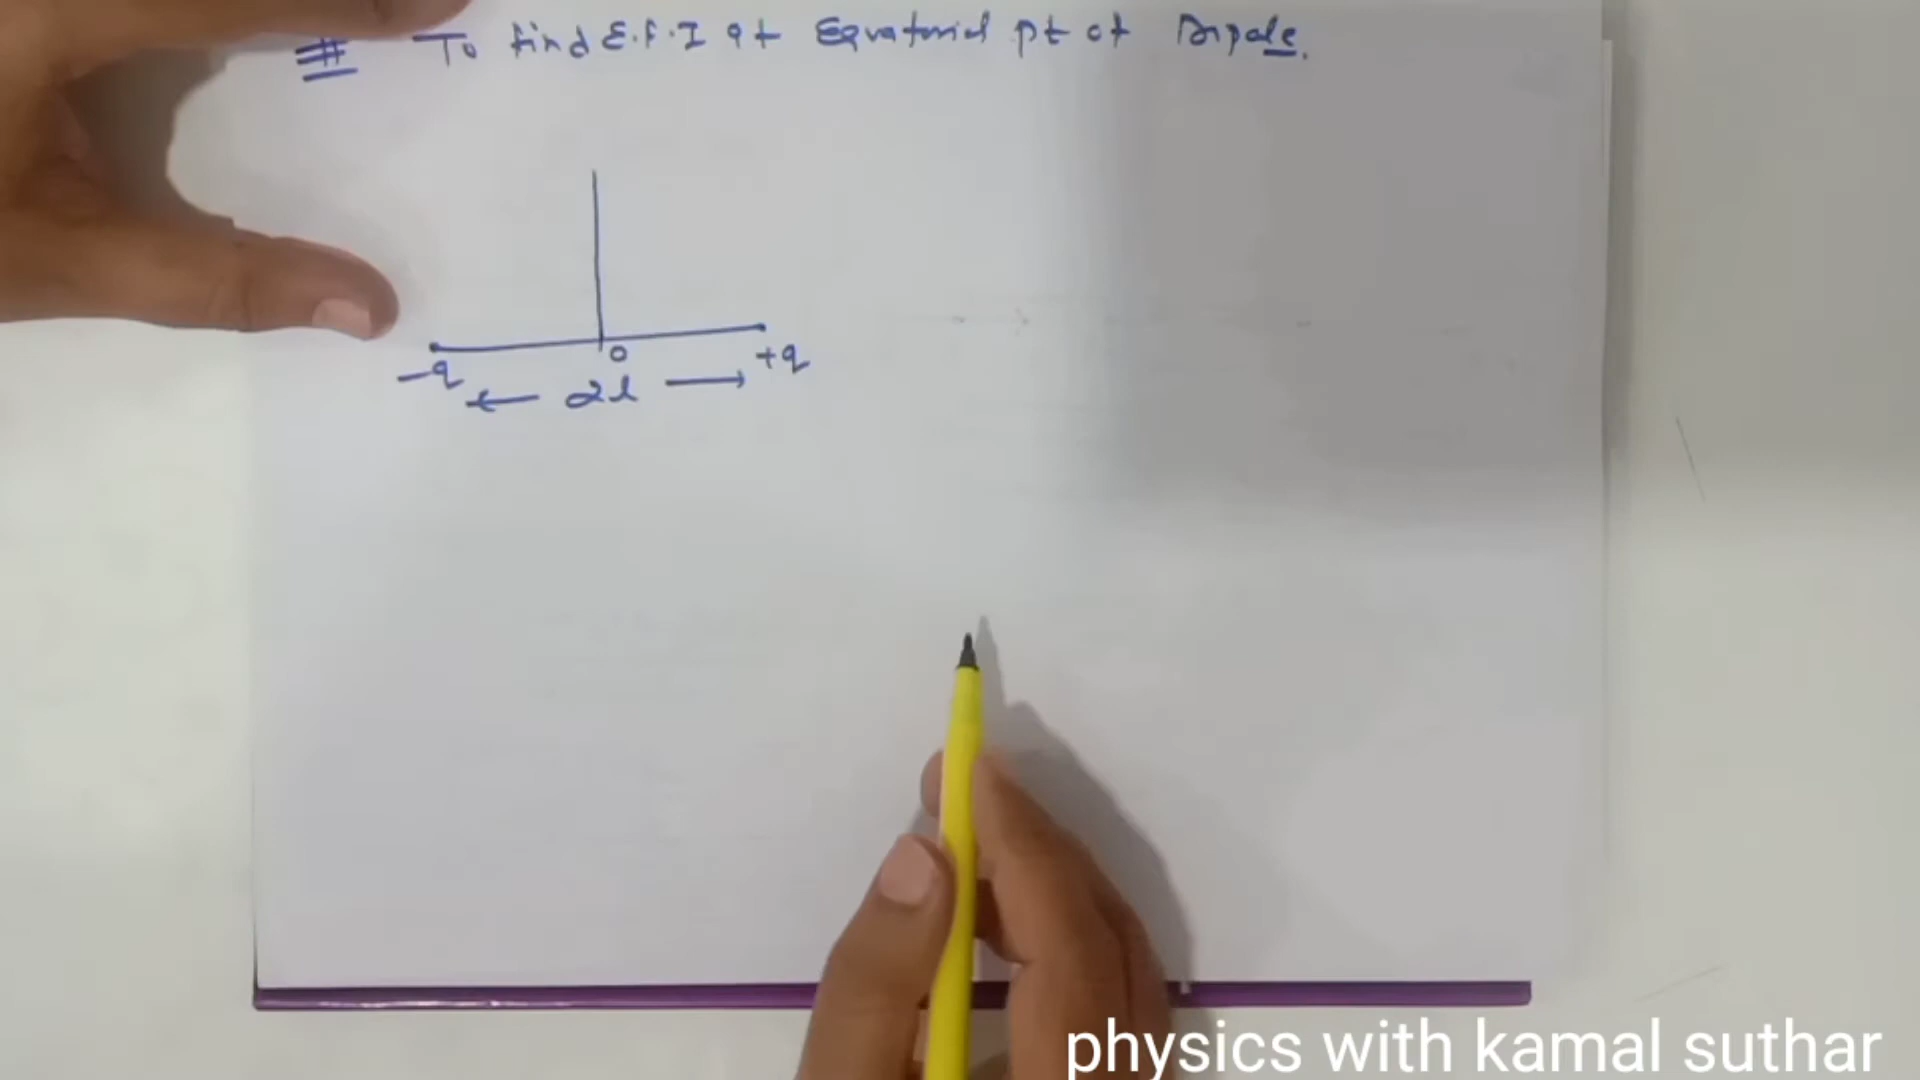 # To find E.F.I at Equatorial pt of Dipole.
O
-q +q
← 2l →
physics with kamal suthar